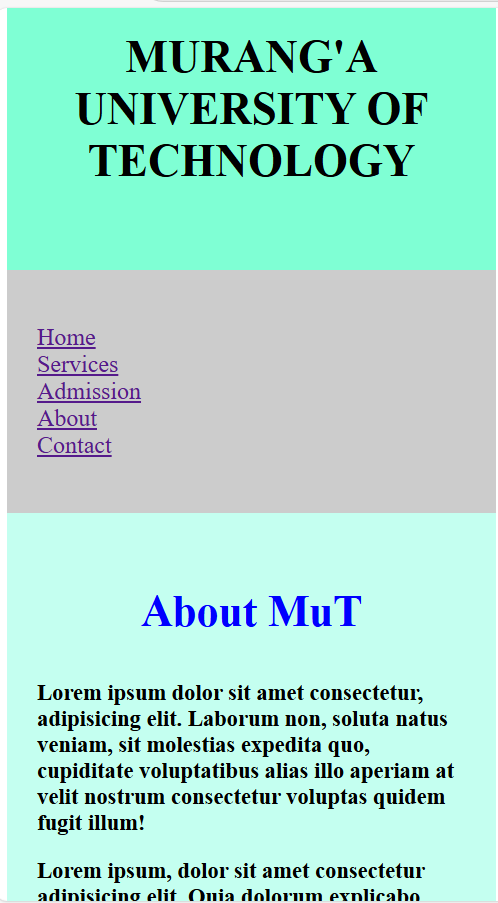 MURANG'A
UNIVERSITY OF
TECHNOLOGY
Home
Services
Admission
About
Contact
About MuT
Lorem ipsum dolor sit amet consectetur,
adipisicing elit. Laborum non, soluta natus
veniam, sit molestias expedita quo,
cupiditate voluptatibus alias illo aperiam at
velit nostrum consectetur voluptas quidem
fugit illum!
Lorem ipsum, dolor sit amet consectetur
adipisicing elit. Quia dolorum explicabo